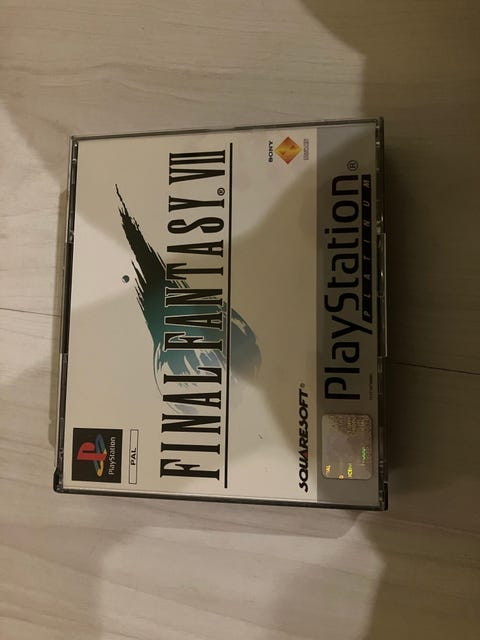 PlayStation
PAL
FINAL FANTASY® VII
SQUARESOFT®
SONY
PlayStation®
PLATINUM